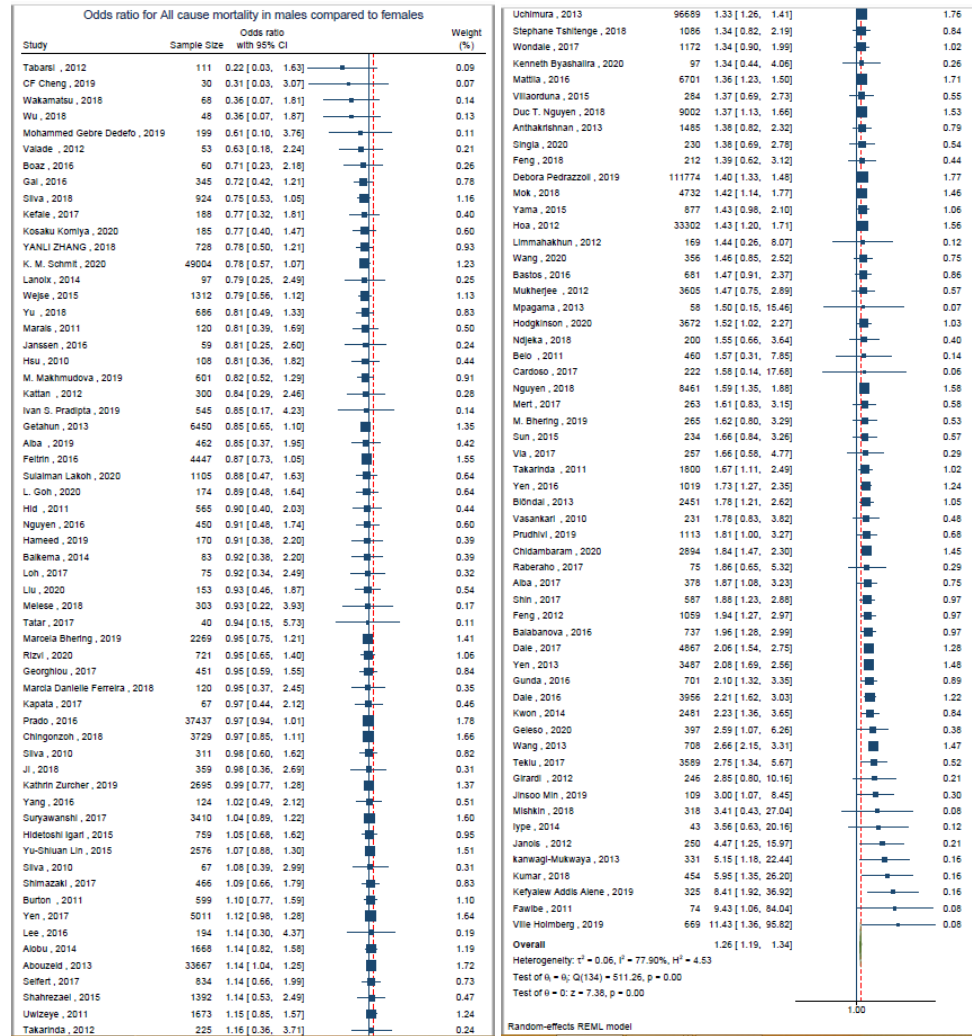 Odds ratio for All cause mortality in males compared to females
Odds ratio Weight
Study Sample Size with 95% CI (%)
Tabarsi , 2012 111 0.22 [ 0.03, 1.63] 0.09
CF Cheng , 2019 30 0.31 [ 0.03, 3.07] 0.07
Wakamatsu , 2018 68 0.36 [ 0.07, 1.81] 0.14
Wu , 2018 48 0.36 [ 0.07, 1.87] 0.13
Mohammed Gebre Dedefo , 2019 199 0.61 [ 0.10, 3.76] 0.11
Valade , 2012 53 0.63 [ 0.18, 2.24] 0.21
Boaz , 2016 60 0.71 [ 0.23, 2.18] 0.26
Gai , 2016 345 0.72 [ 0.42, 1.21] 0.78
Silva , 2018 924 0.75 [ 0.53, 1.05] 1.16
Kefale , 2017 188 0.77 [ 0.32, 1.81] 0.40
Kosaku Komiya , 2020 185 0.77 [ 0.40, 1.47] 0.60
YANLI ZHANG , 2018 728 0.78 [ 0.50, 1.21] 0.93
K. M. Schmit , 2020 49004 0.78 [ 0.57, 1.07] 1.23
Lanoix , 2014 97 0.79 [ 0.25, 2.49] 0.25
Wejse , 2015 1312 0.79 [ 0.56, 1.12] 1.13
Yu , 2018 686 0.81 [ 0.49, 1.33] 0.83
Marais , 2011 120 0.81 [ 0.39, 1.69] 0.50
Janssen , 2016 59 0.81 [ 0.25, 2.60] 0.24
Hsu , 2010 108 0.81 [ 0.36, 1.82] 0.44
M. Makhmudova , 2019 601 0.82 [ 0.52, 1.29] 0.91
Kattan , 2012 300 0.84 [ 0.29, 2.46] 0.28
Ivan S. Pradipta , 2019 545 0.85 [ 0.17, 4.23] 0.14
Getahun , 2013 6450 0.85 [ 0.65, 1.10] 1.35
Alba , 2019 462 0.85 [ 0.37, 1.95] 0.42
Feltrin , 2016 4447 0.87 [ 0.73, 1.05] 1.55
Sulaiman Lakoh , 2020 1105 0.88 [ 0.47, 1.63] 0.64
L. Goh , 2020 174 0.89 [ 0.48, 1.64] 0.64
Hid , 2011 565 0.90 [ 0.40, 2.03] 0.44
Nguyen , 2016 450 0.91 [ 0.48, 1.74] 0.60
Hameed , 2019 170 0.91 [ 0.38, 2.20] 0.39
Balkema , 2014 83 0.92 [ 0.38, 2.20] 0.39
Loh , 2017 75 0.92 [ 0.34, 2.49] 0.32
Liu , 2020 153 0.93 [ 0.46, 1.87] 0.54
Melese , 2018 303 0.93 [ 0.22, 3.93] 0.17
Tatar , 2017 40 0.94 [ 0.15, 5.73] 0.11
Marcela Bhering , 2019 2269 0.95 [ 0.75, 1.21] 1.41
Rizvi , 2020 721 0.95 [ 0.65, 1.40] 1.06
Georghiou , 2017 451 0.95 [ 0.59, 1.55] 0.84
Marcia Danielle Ferreira , 2018 120 0.95 [ 0.37, 2.45] 0.35
Kapata , 2017 67 0.97 [ 0.44, 2.12] 0.46
Prado , 2016 37437 0.97 [ 0.94, 1.01] 1.78
Chingonzoh , 2018 3729 0.97 [ 0.85, 1.11] 1.66
Silva , 2010 311 0.98 [ 0.60, 1.62] 0.82
Ji , 2018 359 0.98 [ 0.36, 2.69] 0.31
Kathrin Zurcher , 2019 2695 0.99 [ 0.77, 1.28] 1.37
Yang , 2016 124 1.02 [ 0.49, 2.12] 0.51
Suryawanshi , 2017 3410 1.04 [ 0.89, 1.22] 1.60
Hidetoshi Igari , 2015 759 1.05 [ 0.68, 1.62] 0.95
Yu-Shiuan Lin , 2015 2576 1.07 [ 0.88, 1.30] 1.51
Silva , 2010 67 1.08 [ 0.39, 2.99] 0.31
Shimazaki , 2017 466 1.09 [ 0.66, 1.79] 0.83
Burton , 2011 599 1.10 [ 0.77, 1.59] 1.10
Yen , 2017 5011 1.12 [ 0.98, 1.28] 1.64
Lee , 2016 194 1.14 [ 0.30, 4.37] 0.19
Alobu , 2014 1668 1.14 [ 0.82, 1.58] 1.19
Abouzeid , 2013 33667 1.14 [ 1.04, 1.25] 1.72
Seifert , 2017 834 1.14 [ 0.66, 1.99] 0.73
Shahrezaei , 2015 1392 1.14 [ 0.53, 2.49] 0.47
Uwizeye , 2011 1673 1.15 [ 0.85, 1.57] 1.24
Takarinda , 2012 225 1.16 [ 0.36, 3.71] 0.24
Uchimura , 2013 96689 1.33 [ 1.26, 1.41] 1.76
Stephane Tshitenge , 2018 1086 1.34 [ 0.82, 2.19] 0.84
Wondale , 2017 1172 1.34 [ 0.90, 1.99] 1.02
Kenneth Byashalira , 2020 97 1.34 [ 0.44, 4.06] 0.26
Mattila , 2016 6701 1.36 [ 1.23, 1.50] 1.71
Villaorduna , 2015 284 1.37 [ 0.69, 2.73] 0.55
Duc T. Nguyen , 2018 9002 1.37 [ 1.13, 1.66] 1.53
Anthakrishnan , 2013 1485 1.38 [ 0.82, 2.32] 0.79
Singla , 2020 230 1.38 [ 0.69, 2.78] 0.54
Feng , 2018 212 1.39 [ 0.62, 3.12] 0.44
Debora Pedrazzoli , 2019 111774 1.40 [ 1.33, 1.48] 1.77
Mok , 2018 4732 1.42 [ 1.14, 1.77] 1.46
Yama , 2015 877 1.43 [ 0.98, 2.10] 1.06
Hoa , 2012 33302 1.43 [ 1.20, 1.71] 1.56
Limmahakhun , 2012 169 1.44 [ 0.26, 8.07] 0.12
Wang , 2020 356 1.46 [ 0.85, 2.52] 0.75
Bastos , 2016 681 1.47 [ 0.91, 2.37] 0.86
Mukherjee , 2012 3605 1.47 [ 0.75, 2.89] 0.57
Mpagama , 2013 58 1.50 [ 0.15, 15.46] 0.07
Hodgkinson , 2020 3672 1.52 [ 1.02, 2.27] 1.03
Ndjeka , 2018 200 1.55 [ 0.66, 3.64] 0.40
Belo , 2011 460 1.57 [ 0.31, 7.85] 0.14
Cardoso , 2017 222 1.58 [ 0.14, 17.68] 0.06
Nguyen , 2018 8461 1.59 [ 1.35, 1.88] 1.58
Mert , 2017 263 1.61 [ 0.83, 3.15] 0.58
M. Bhering , 2019 265 1.62 [ 0.80, 3.29] 0.53
Sun , 2015 234 1.66 [ 0.84, 3.26] 0.57
Via , 2017 257 1.66 [ 0.58, 4.77] 0.29
Takarinda , 2011 1800 1.67 [ 1.11, 2.49] 1.02
Yen , 2016 1019 1.73 [ 1.27, 2.35] 1.24
Blöndal , 2013 2451 1.78 [ 1.21, 2.62] 1.05
Vasankari , 2010 231 1.78 [ 0.83, 3.82] 0.48
Prudhivi , 2019 1113 1.81 [ 1.00, 3.27] 0.68
Chidambaram , 2020 2894 1.84 [ 1.47, 2.30] 1.45
Raberaho , 2017 75 1.86 [ 0.65, 5.32] 0.29
Alba , 2017 378 1.87 [ 1.08, 3.23] 0.75
Shin , 2017 587 1.88 [ 1.23, 2.88] 0.97
Feng , 2012 1059 1.94 [ 1.27, 2.97] 0.97
Balabanova , 2016 737 1.96 [ 1.28, 2.99] 0.97
Dale , 2017 4867 2.06 [ 1.54, 2.75] 1.28
Yen , 2013 3487 2.08 [ 1.69, 2.56] 1.48
Gunda , 2016 701 2.10 [ 1.32, 3.35] 0.89
Dale , 2016 3956 2.21 [ 1.62, 3.03] 1.22
Kwon , 2014 2481 2.23 [ 1.36, 3.65] 0.84
Geleso , 2020 397 2.59 [ 1.07, 6.26] 0.38
Wang , 2013 708 2.66 [ 2.15, 3.31] 1.47
Teklu , 2017 3589 2.75 [ 1.34, 5.67] 0.52
Girardi , 2012 246 2.85 [ 0.80, 10.16] 0.21
Jinsoo Min , 2019 109 3.00 [ 1.07, 8.45] 0.30
Mishkin , 2018 318 3.41 [ 0.43, 27.04] 0.08
Iype , 2014 43 3.56 [ 0.63, 20.16] 0.12
Janols , 2012 250 4.47 [ 1.25, 15.97] 0.21
kanwagi-Mukwaya , 2013 331 5.15 [ 1.18, 22.44] 0.16
Kumar , 2018 454 5.95 [ 1.35, 26.20] 0.16
Kefyalew Addis Alene , 2019 325 8.41 [ 1.92, 36.92] 0.16
Fawibe , 2011 74 9.43 [ 1.06, 84.04] 0.08
Ville Holmberg , 2019 669 11.43 [ 1.36, 95.82] 0.08
Overall 1.26 [ 1.19, 1.34]
Heterogeneity: τ² = 0.06, I² = 77.90%, H² = 4.53
Test of θᵢ = θⱼ: Q(134) = 511.26, p = 0.00
Test of θ = 0: z = 7.38, p = 0.00
1.00
Random-effects REML model